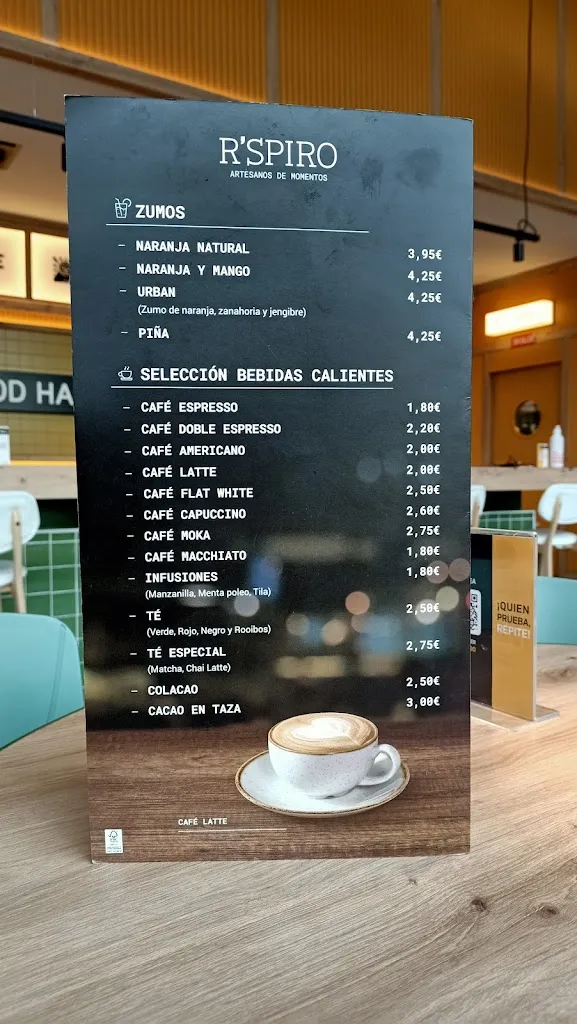 R'SPIRO
ARTESANOS DE MOMENTOS
ZUMOS
– NARANJA NATURAL 3,95€
– NARANJA Y MANGO 4,25€
– URBAN 4,25€
(Zumo de naranja, zanahoria y jengibre)
– PIÑA 4,25€
SELECCIÓN BEBIDAS CALIENTES
– CAFÉ ESPRESSO 1,80€
– CAFÉ DOBLE ESPRESSO 2,20€
– CAFÉ AMERICANO 2,00€
– CAFÉ LATTE 2,00€
– CAFÉ FLAT WHITE 2,50€
– CAFÉ CAPUCCINO 2,60€
– CAFÉ MOKA 2,75€
– CAFÉ MACCHIATO 1,80€
– INFUSIONES 1,80€
(Manzanilla, Menta poleo, Tila)
– TÉ 2,50€
(Verde, Rojo, Negro y Rooibos)
– TÉ ESPECIAL 2,75€
(Matcha, Chai Latte)
– COLACAO 2,50€
– CACAO EN TAZA 3,00€
CAFÉ LATTE
OD HA
¡QUIEN
PRUEBA,
REPITE!